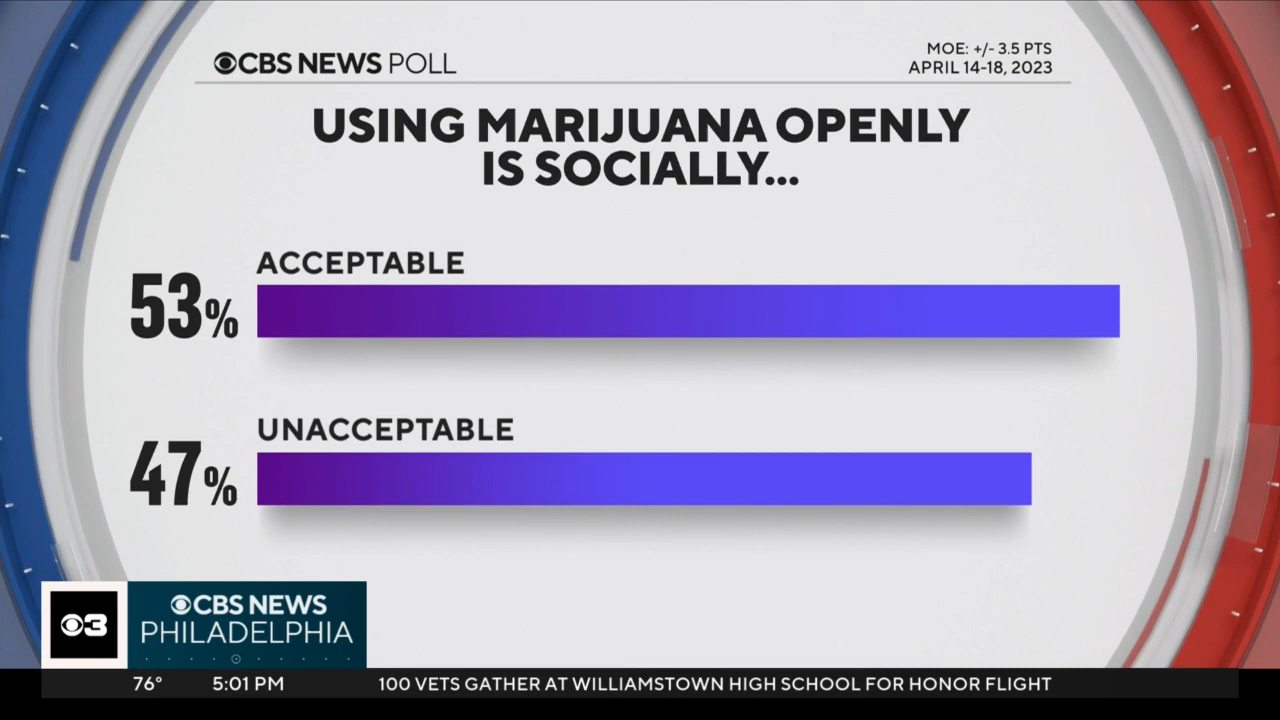 CBS NEWS POLL
MOE: +/- 3.5 PTS
APRIL 14-18, 2023
USING MARIJUANA OPENLY
IS SOCIALLY...
ACCEPTABLE
53%
UNACCEPTABLE
47%
3
CBS NEWS
PHILADELPHIA
76° 5:01 PM 100 VETS GATHER AT WILLIAMSTOWN HIGH SCHOOL FOR HONOR FLIGHT